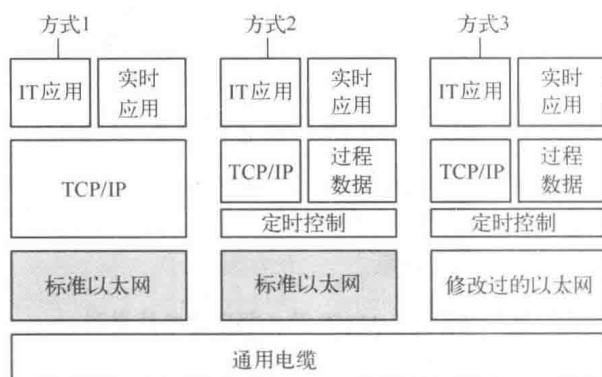 方式1 方式2 方式3
IT应用 实时应用 IT应用 实时应用 IT应用 实时应用
TCP/IP TCP/IP 过程数据 TCP/IP 过程数据
定时控制 定时控制
标准以太网 标准以太网 修改过的以太网
通用电缆